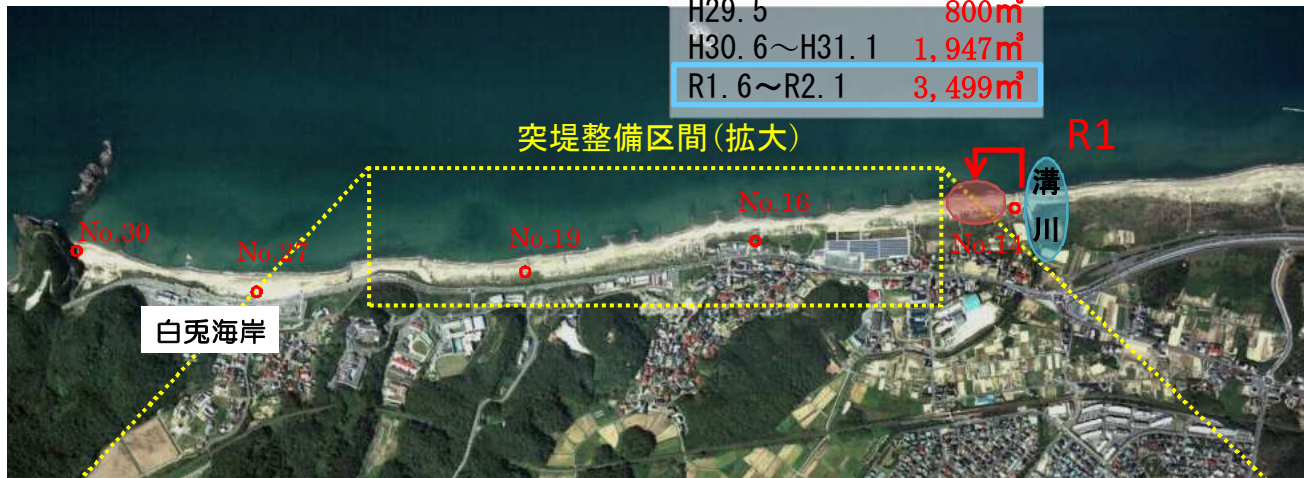 H29.5 800㎥
H30.6～H31.1 1,947㎥
R1.6～R2.1 3,499㎥
突堤整備区間(拡大)
R1
溝川
No.16
No.30
No.27
No.19
No.14
白兎海岸